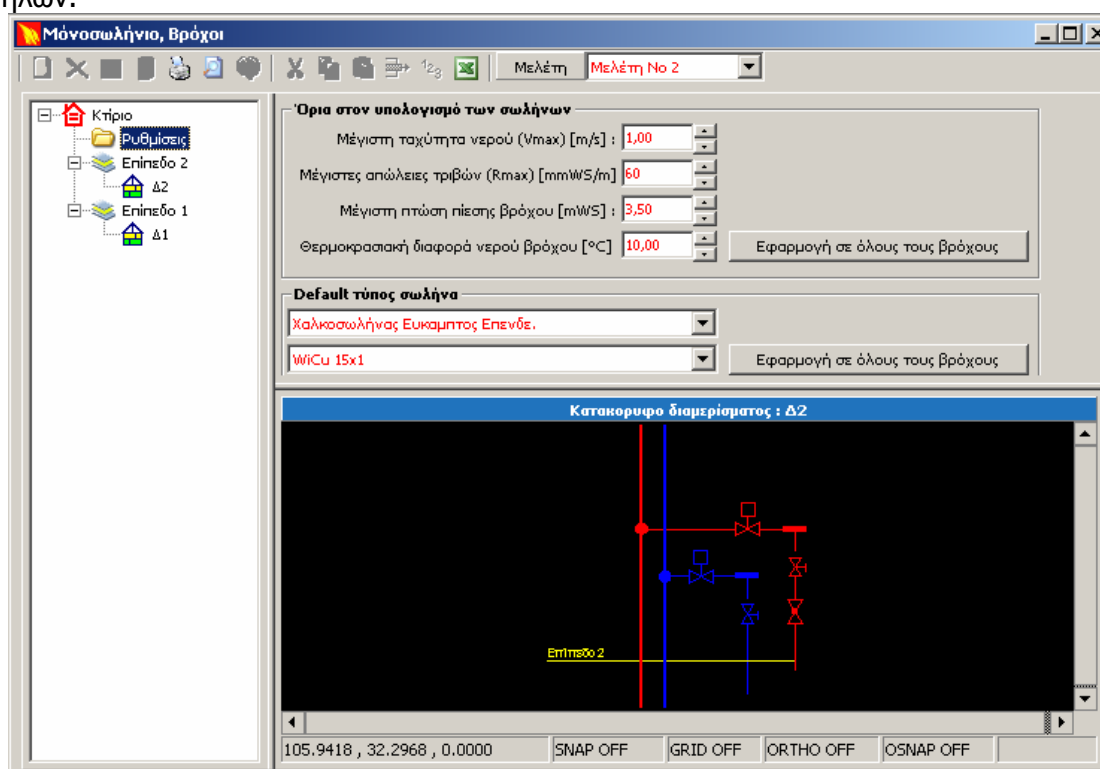 ήλων.
Μόνοσωλήνιο, Βρόχοι
Μελέτη Μελέτη Νο 2
Κτίριο
Ρυθμίσεις
Επίπεδο 2
Δ2
Επίπεδο 1
Δ1
Όρια στον υπολογισμό των σωλήνων
Μέγιστη ταχύτητα νερού (Vmax) [m/s] : 1,00
Μέγιστες απώλειες τριβών (Rmax) [mmWS/m] 60
Μέγιστη πτώση πίεσης βρόχου [mWS] : 3,50
Θερμοκρασιακή διαφορά νερού βρόχου [°C] 10,00 Εφαρμογή σε όλους τους βρόχους
Default τύπος σωλήνα
Χαλκοσωλήνας Ευκαμπτος Επενδε.
WiCu 15x1 Εφαρμογή σε όλους τους βρόχους
Κατακορυφο διαμερίσματος : Δ2
Επίπεδο 2
105.9418 , 32.2968 , 0.0000 SNAP OFF GRID OFF ORTHO OFF OSNAP OFF